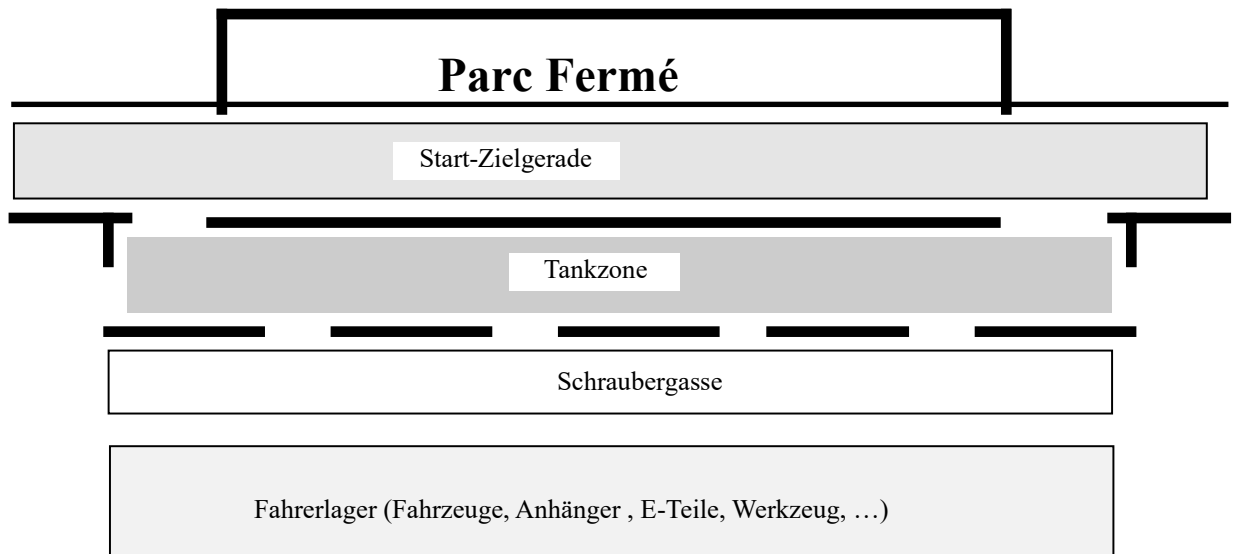 Parc Fermé
Start-Zielgerade
Tankzone
Schraubergasse
Fahrerlager (Fahrzeuge, Anhänger , E-Teile, Werkzeug, …)